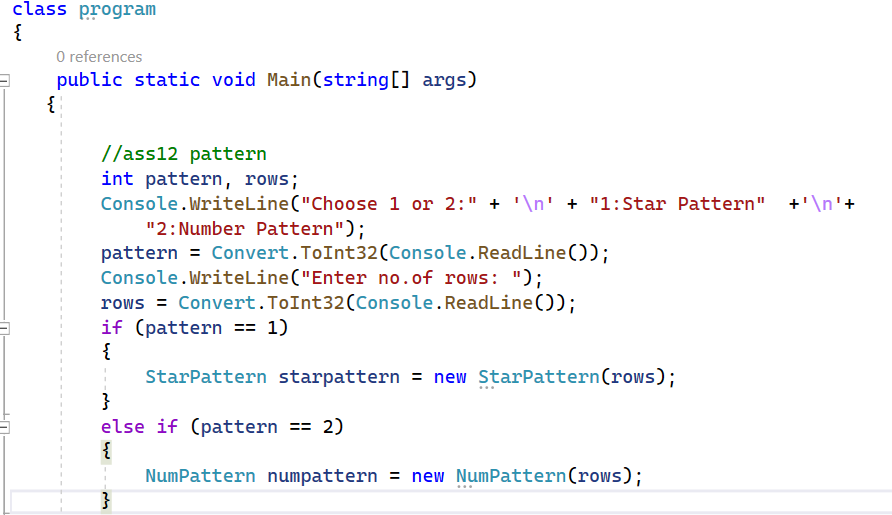 class program
{
0 references
public static void Main(string[] args)
{
//ass12 pattern
int pattern, rows;
Console.WriteLine("Choose 1 or 2:" + '\n' + "1:Star Pattern"  +'\n'+
"2:Number Pattern");
pattern = Convert.ToInt32(Console.ReadLine());
Console.WriteLine("Enter no.of rows: ");
rows = Convert.ToInt32(Console.ReadLine());
if (pattern == 1)
{
StarPattern starpattern = new StarPattern(rows);
}
else if (pattern == 2)
{
NumPattern numpattern = new NumPattern(rows);
}